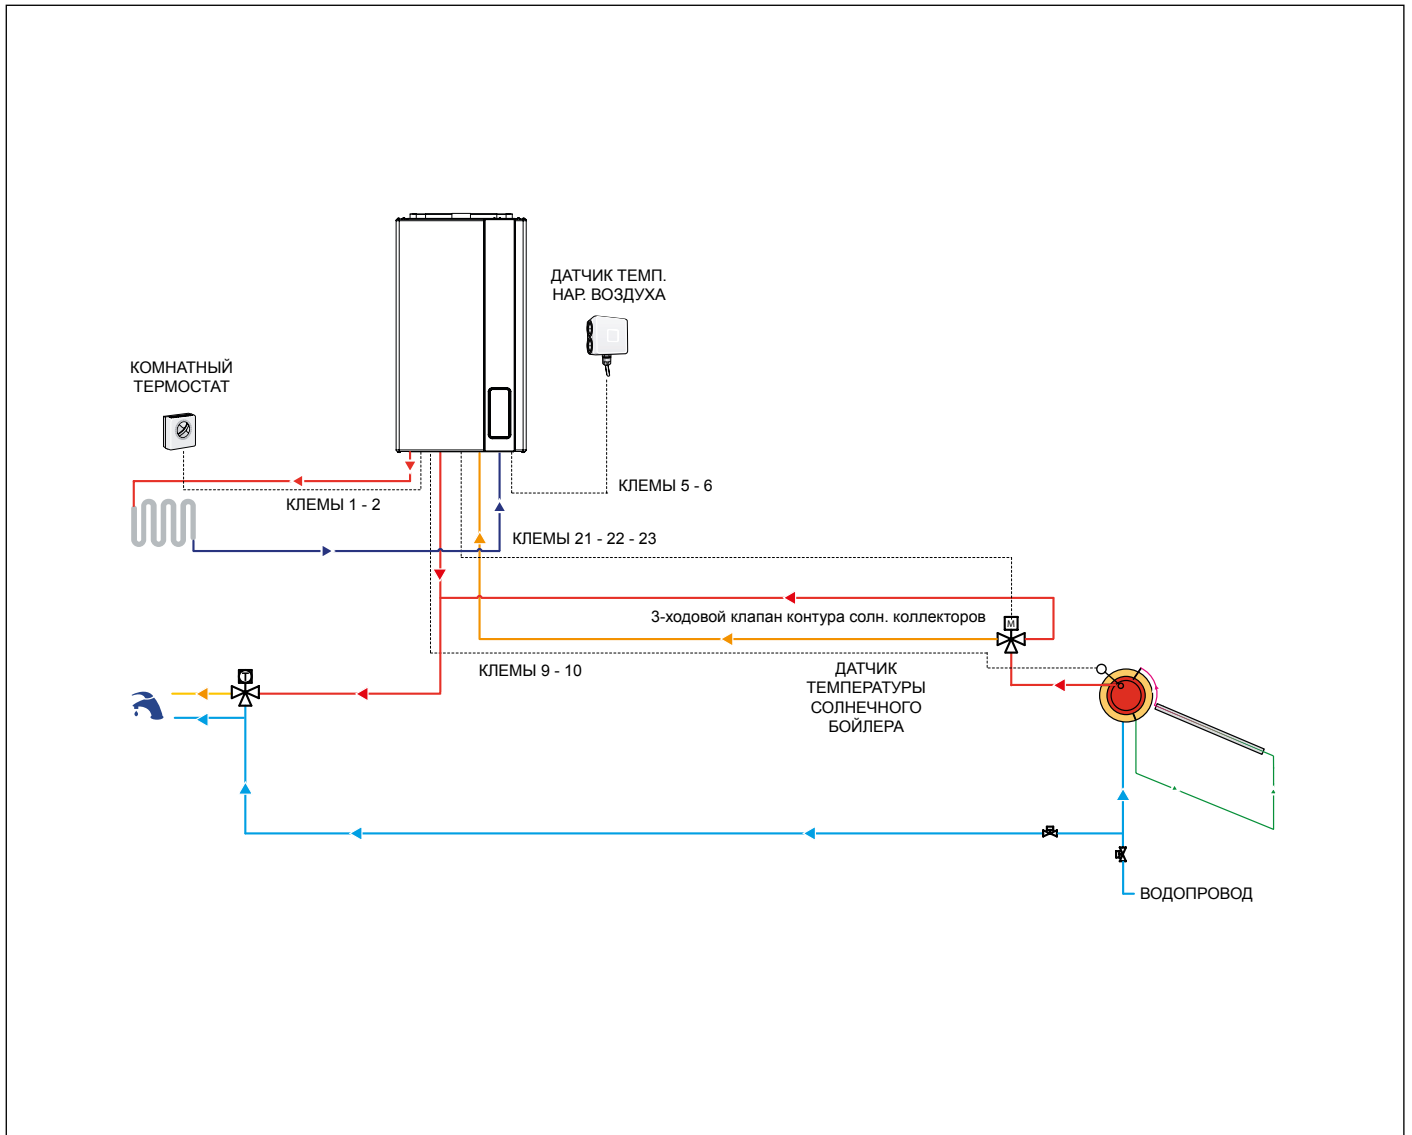 ДАТЧИК ТЕМП.
НАР. ВОЗДУХА
КОМНАТНЫЙ
ТЕРМОСТАТ
КЛЕМЫ 5 - 6
КЛЕМЫ 1 - 2
КЛЕМЫ 21 - 22 - 23
3-ходовой клапан контура солн. коллекторов
M
КЛЕМЫ 9 - 10
T
ДАТЧИК
ТЕМПЕРАТУРЫ
СОЛНЕЧНОГО
БОЙЛЕРА
ВОДОПРОВОД